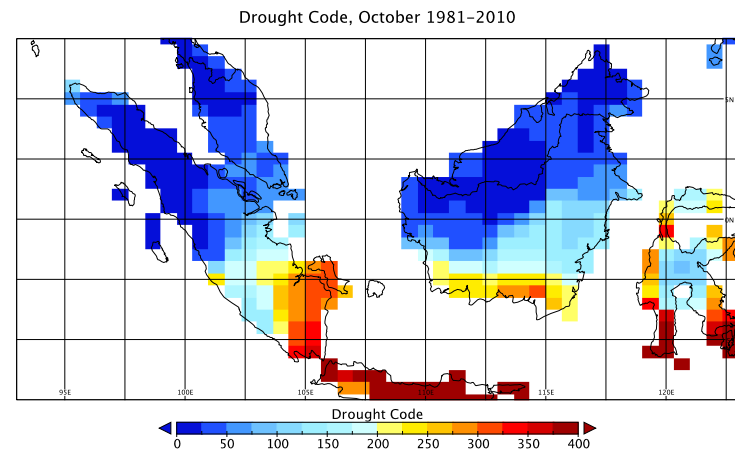 Drought Code, October 1981–2010
5N
0N
95E 100E 105E 110E 115E 120E
Drought Code
0 50 100 150 200 250 300 350 400